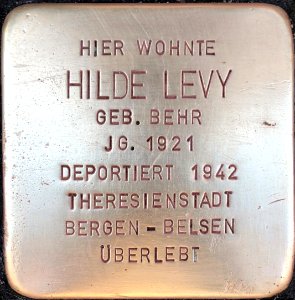 HIER WOHNTE
HILDE LEVY
GEB. BEHR
JG. 1921
DEPORTIERT 1942
THERESIENSTADT
BERGEN - BELSEN
ÜBERLEBT